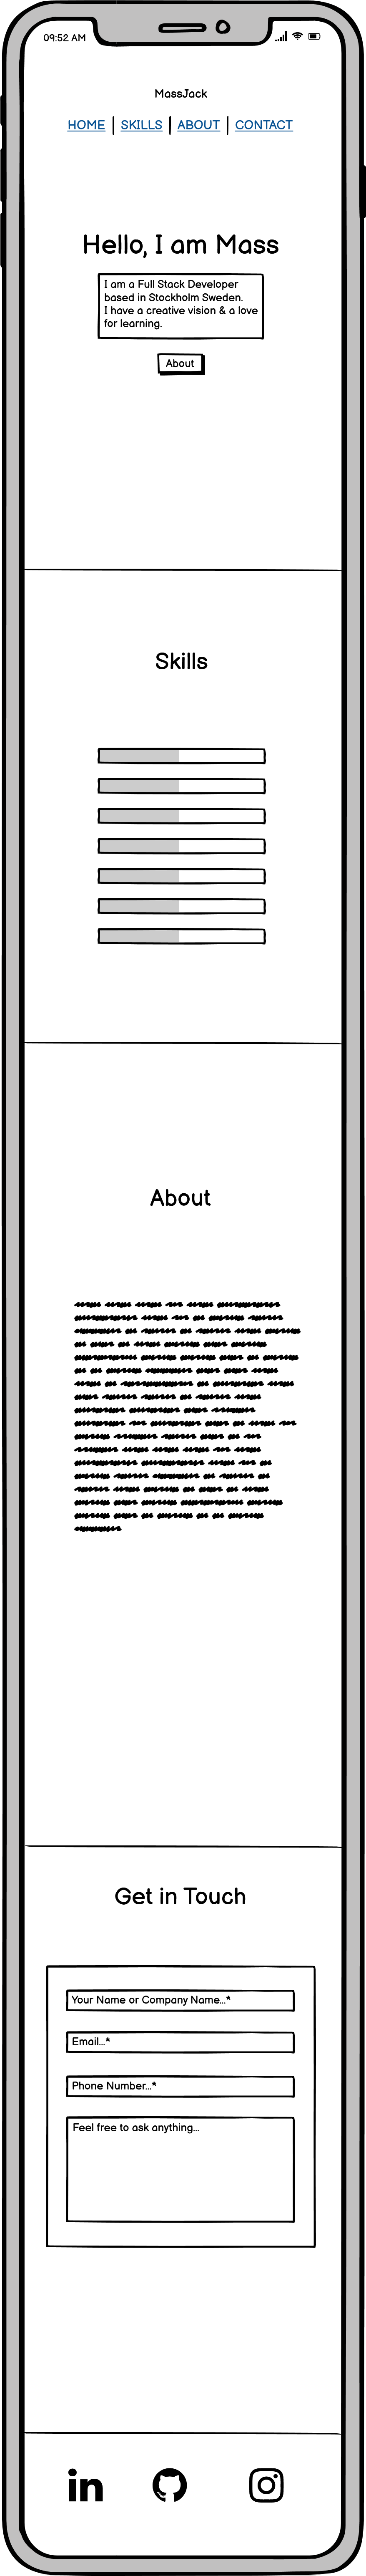 09:52 AM
MassJack
HOME | SKILLS | ABOUT | CONTACT
Hello, I am Mass
I am a Full Stack Developer
based in Stockholm Sweden.
I have a creative vision & a love
for learning.
About
Skills
About
Get in Touch
Your Name or Company Name...*
Email...*
Phone Number...*
Feel free to ask anything...
in